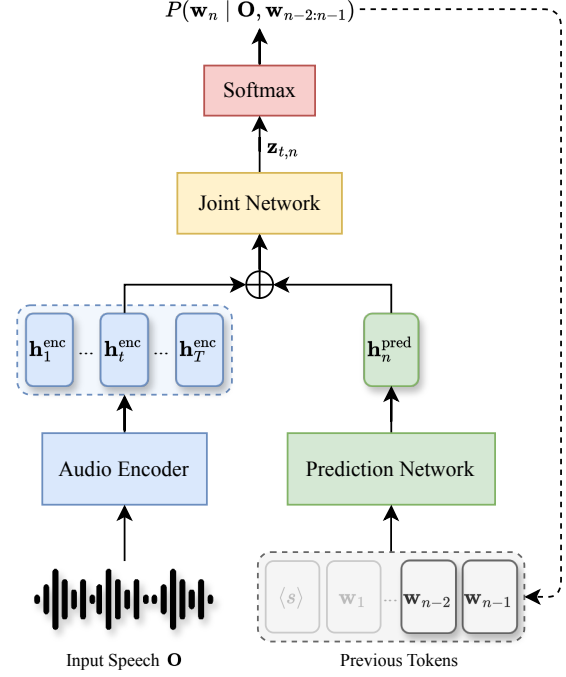 P(w_n | O, w_{n-2:n-1})
Softmax
z_{t,n}
Joint Network
h_1^{enc} ... h_t^{enc} ... h_T^{enc}
h_n^{pred}
Audio Encoder
Prediction Network
⟨s⟩ w_1 ... w_{n-2} w_{n-1}
Input Speech O
Previous Tokens